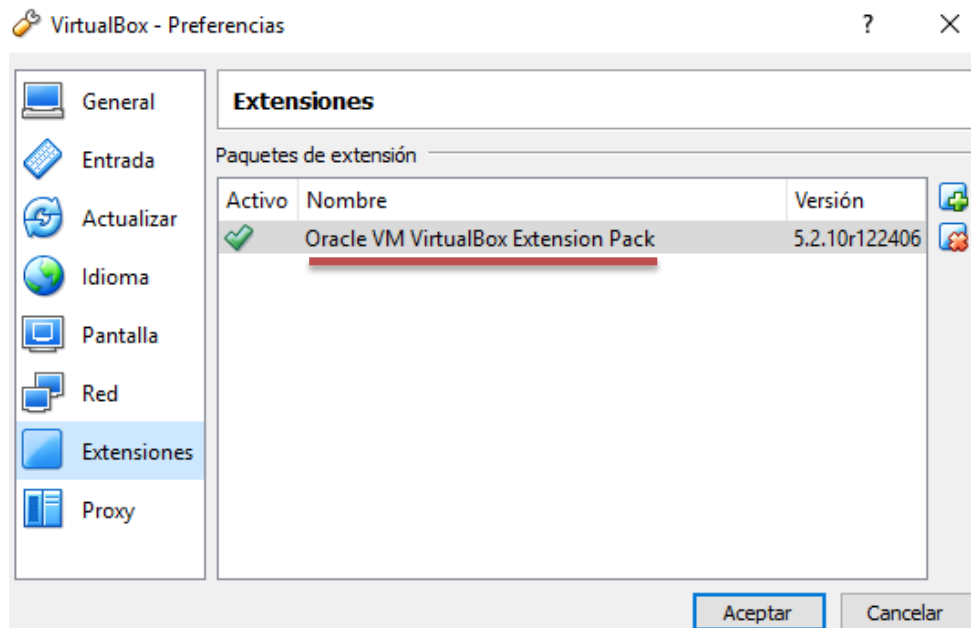 VirtualBox - Preferencias ?
General
Entrada
Actualizar
Idioma
Pantalla
Red
Extensiones
Proxy
Extensiones
Paquetes de extensión
Activo Nombre Versión
Oracle VM VirtualBox Extension Pack 5.2.10r122406
Aceptar Cancelar